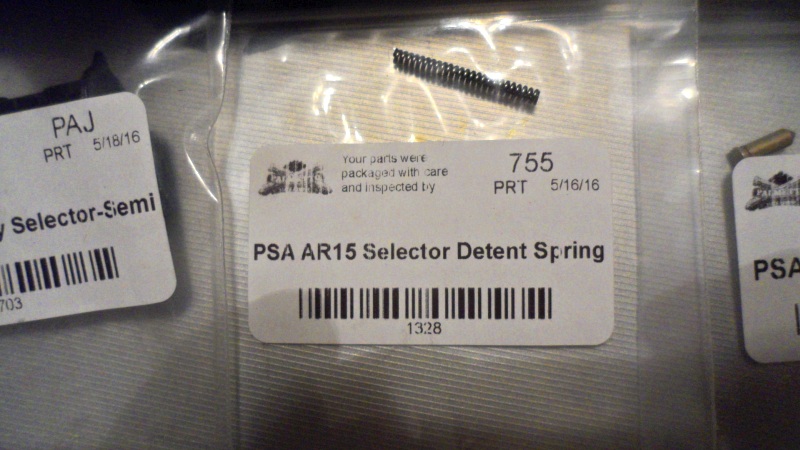 PAJ
PRT 5/18/16
y Selector-Semi
703
Your parts were
packaged with care
and inspected by
755
PRT 5/16/16
PSA AR15 Selector Detent Spring
1328
PSA